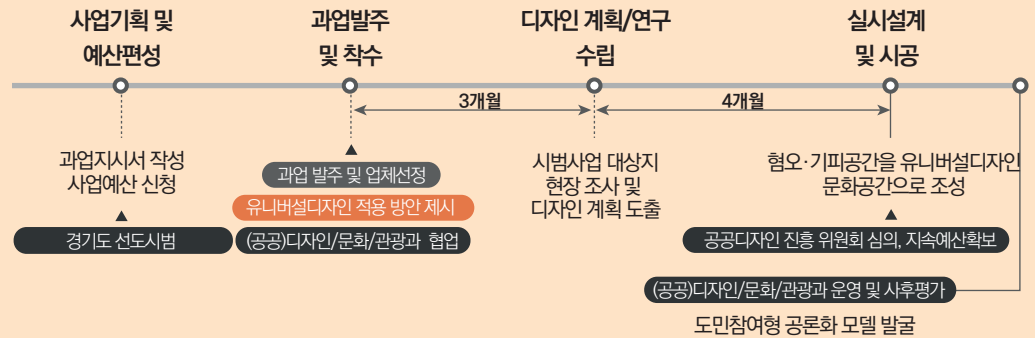 사업기획 및
예산편성
과업발주
및 착수
디자인 계획/연구
수립
실시설계
및 시공
3개월
4개월
과업지시서 작성
사업예산 신청
경기도 선도시범
과업 발주 및 업체선정
유니버설디자인 적용 방안 제시
(공공)디자인/문화/관광과 협업
시범사업 대상지
현장 조사 및
디자인 계획 도출
혐오·기피공간을 유니버설디자인
문화공간으로 조성
공공디자인 진흥 위원회 심의, 지속예산확보
(공공)디자인/문화/관광과 운영 및 사후평가
도민참여형 공론화 모델 발굴